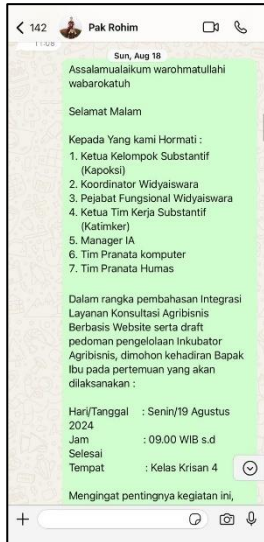 142
Pak Rohim
11:08
Sun, Aug 18
Assalamualaikum warohmatullahi
wabarokatuh
Selamat Malam
Kepada Yang kami Hormati :
1. Ketua Kelompok Substantif
(Kapoksi)
2. Koordinator Widyaiswara
3. Pejabat Fungsional Widyaiswara
4. Ketua Tim Kerja Substantif
(Katimker)
5. Manager IA
6. Tim Pranata komputer
7. Tim Pranata Humas
Dalam rangka pembahasan Integrasi
Layanan Konsultasi Agribisnis
Berbasis Website serta draft
pedoman pengelolaan Inkubator
Agribisnis, dimohon kehadiran Bapak
Ibu pada pertemuan yang akan
dilaksanakan :
Hari/Tanggal : Senin/19 Agustus
2024
Jam : 09.00 WIB s.d
Selesai
Tempat : Kelas Krisan 4
Mengingat pentingnya kegiatan ini,